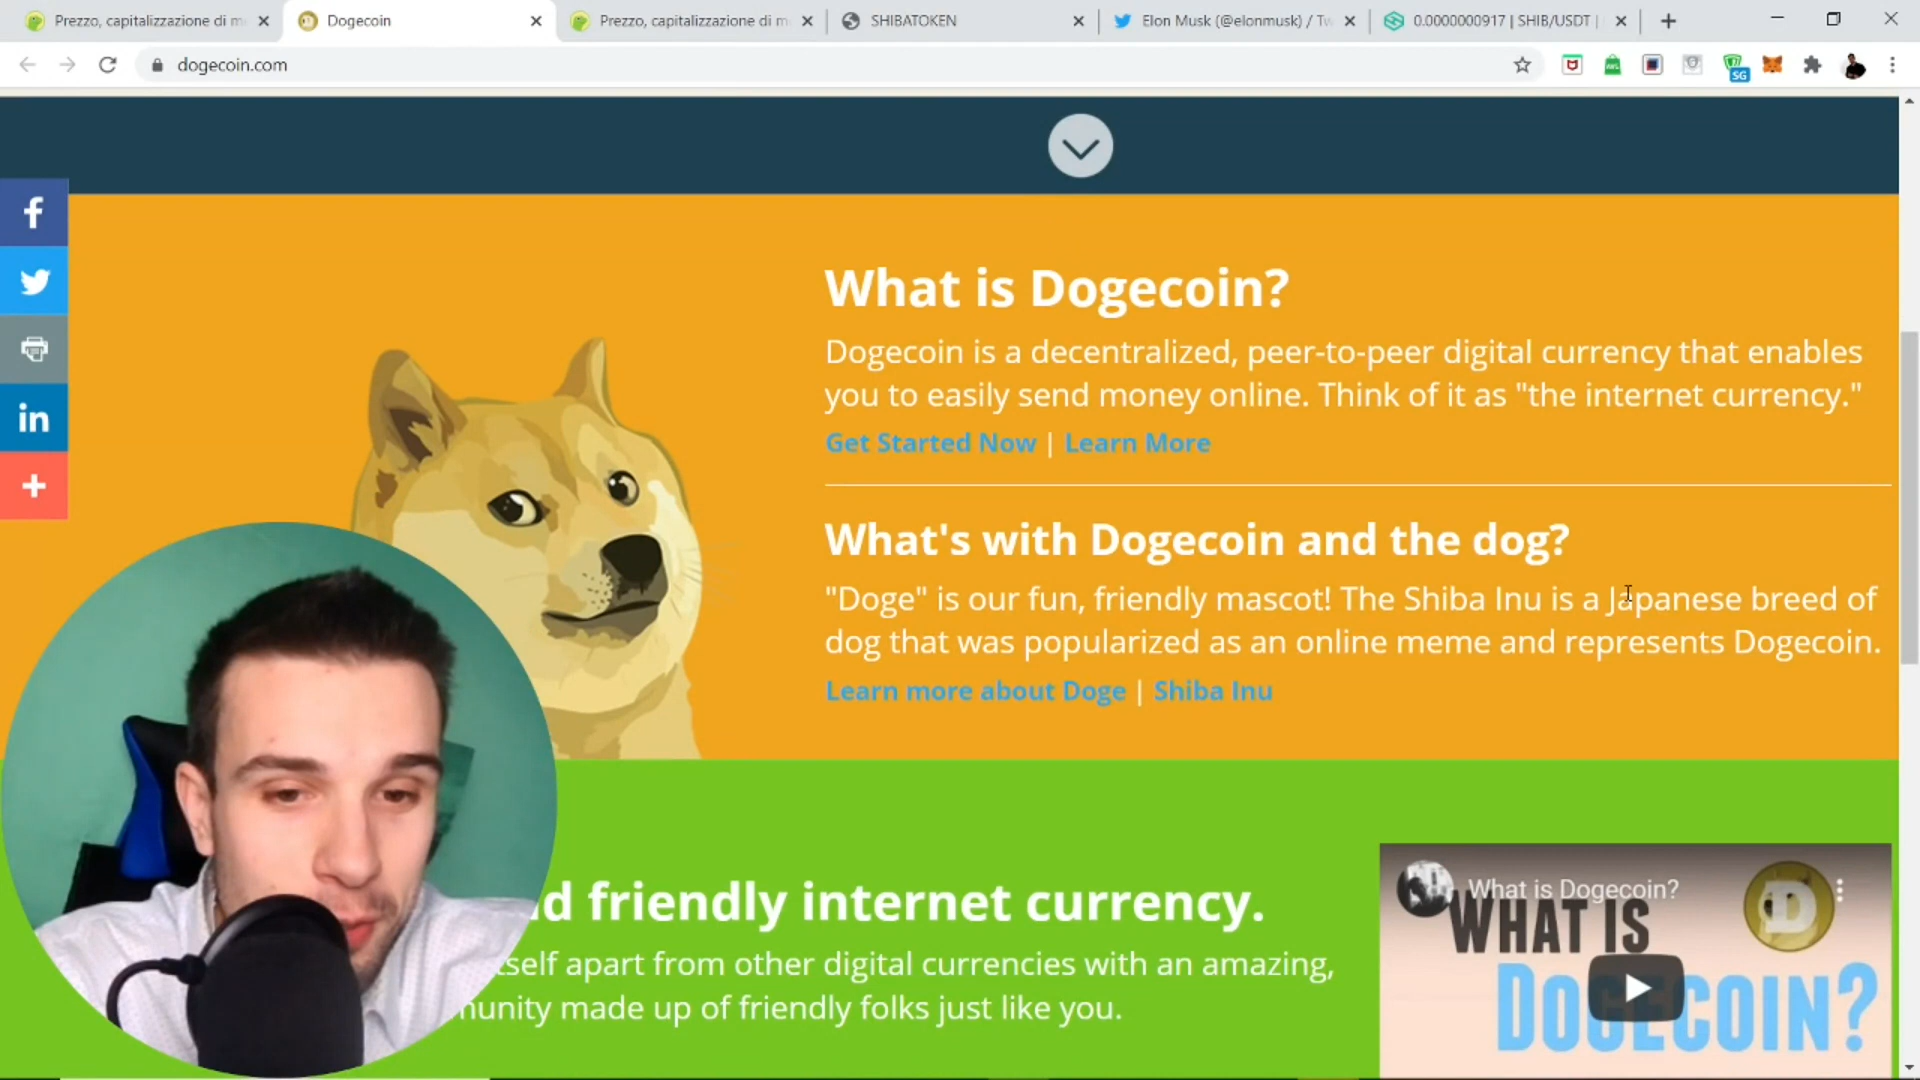 Prezzo, capitalizzazione di m
Dogecoin
Prezzo, capitalizzazione di m
SHIBATOKEN
Elon Musk (@elonmusk) / Tw
0.0000000917 | SHIB/USDT |
dogecoin.com
SG
f
in
What is Dogecoin?
Dogecoin is a decentralized, peer-to-peer digital currency that enables
you to easily send money online. Think of it as "the internet currency."
Get Started Now | Learn More
What's with Dogecoin and the dog?
"Doge" is our fun, friendly mascot! The Shiba Inu is a Japanese breed of
dog that was popularized as an online meme and represents Dogecoin.
Learn more about Doge | Shiba Inu
d friendly internet currency.
tself apart from other digital currencies with an amazing,
munity made up of friendly folks just like you.
What is Dogecoin?
WHAT IS
DOGECOIN?